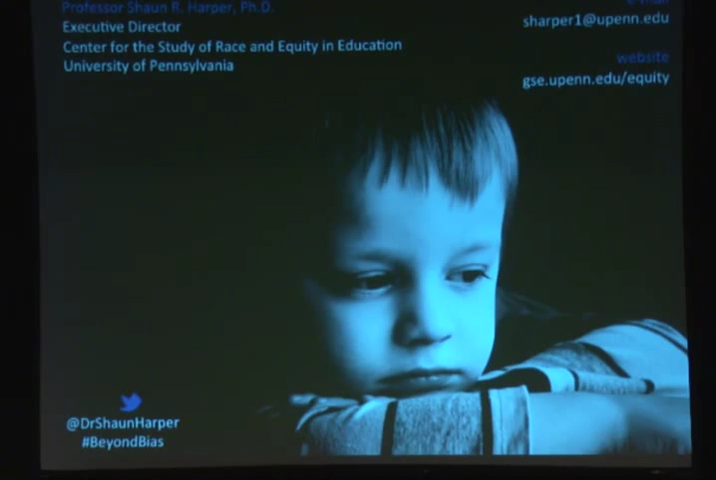 Professor Shaun R. Harper, Ph.D.
Executive Director
Center for the Study of Race and Equity in Education
University of Pennsylvania
e-mail
sharper1@upenn.edu
website
gse.upenn.edu/equity
@DrShaunHarper
#BeyondBias